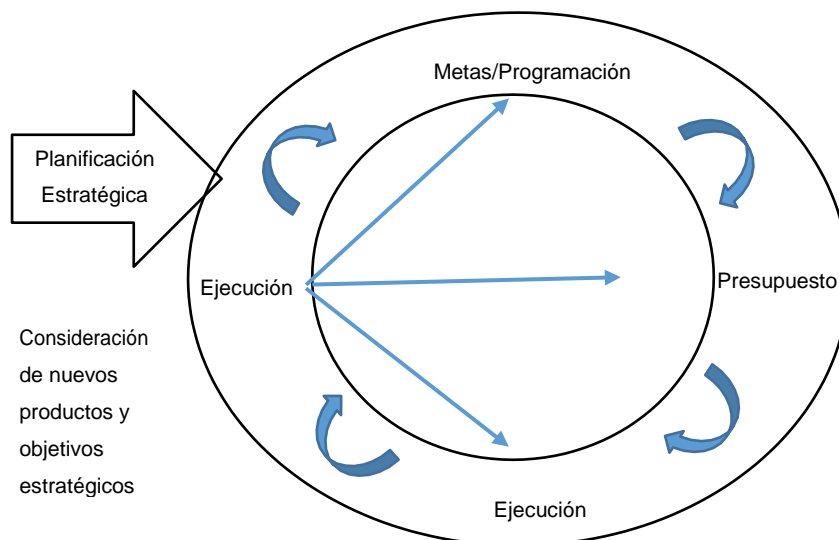 Metas/Programación
Planificación
Estratégica
Ejecución
Presupuesto
Consideración
de nuevos
productos y
objetivos
estratégicos
Ejecución